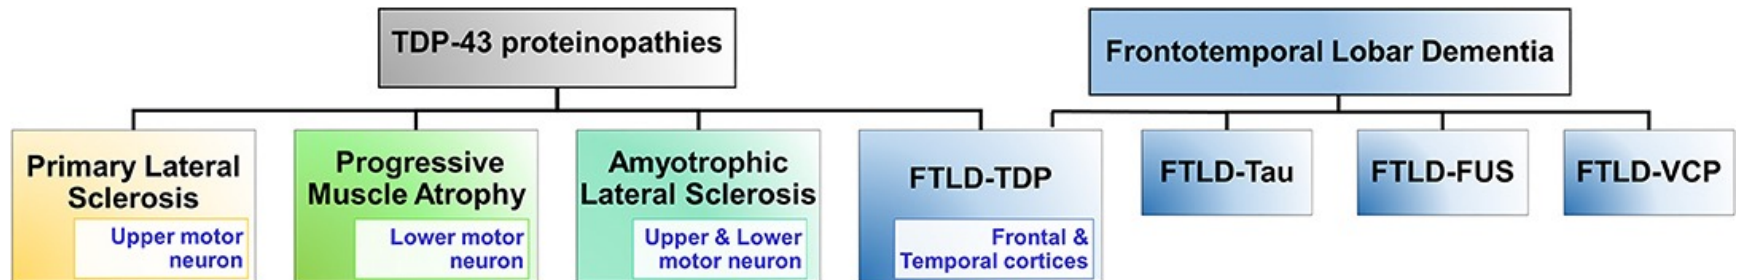 TDP-43 proteinopathies
Frontotemporal Lobar Dementia
Primary Lateral
Sclerosis
Upper motor
neuron
Progressive
Muscle Atrophy
Lower motor
neuron
Amyotrophic
Lateral Sclerosis
Upper & Lower
motor neuron
FTLD-TDP
Frontal &
Temporal cortices
FTLD-Tau
FTLD-FUS
FTLD-VCP